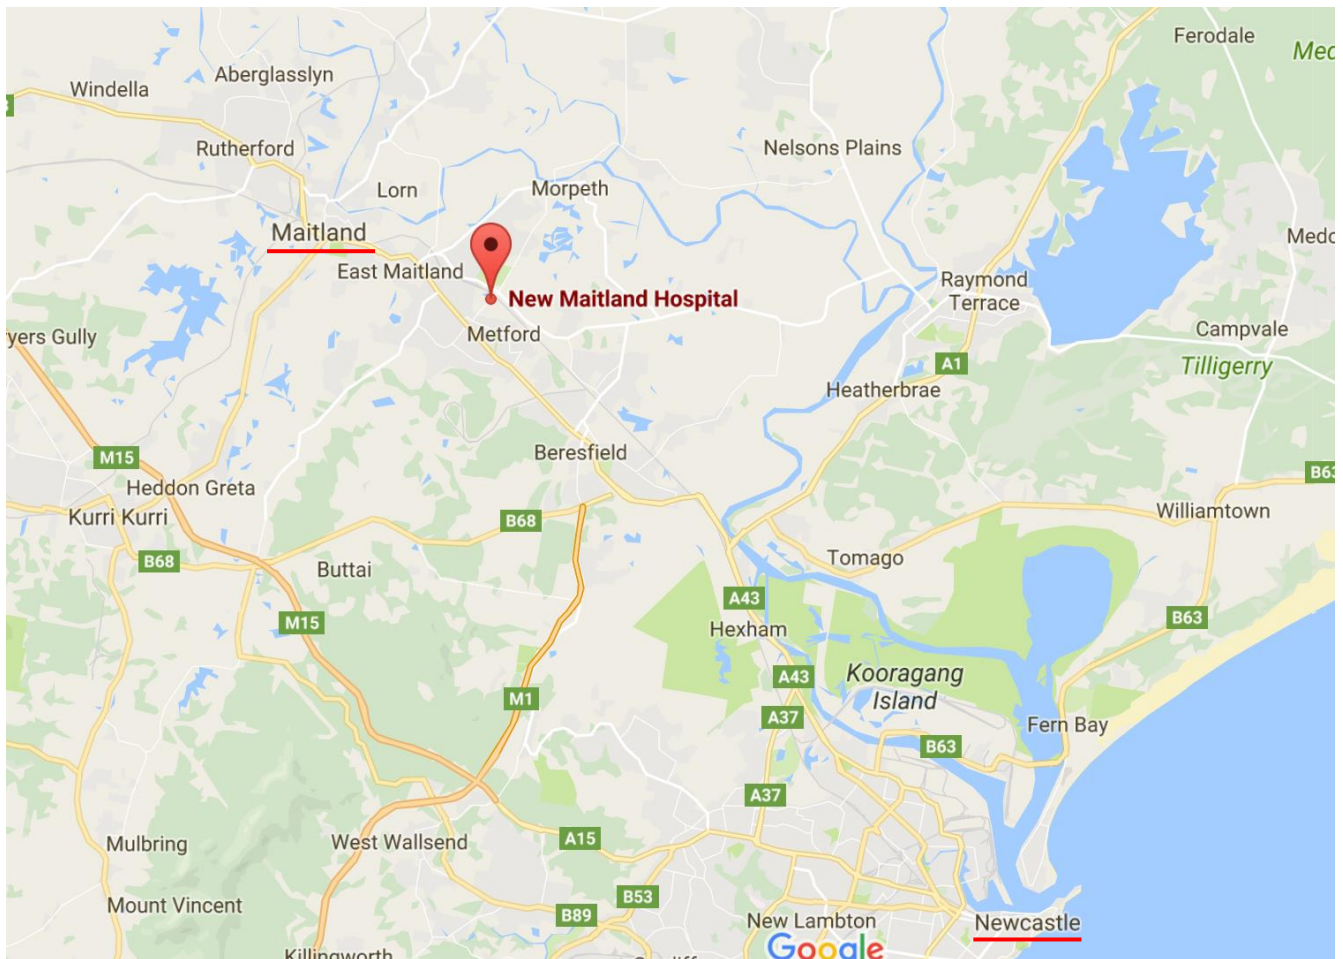 Ferodale
Med
Aberglasslyn
Windella
Rutherford
Nelsons Plains
Lorn
Morpeth
Maitland
Medo
East Maitland
Raymond
Terrace
New Maitland Hospital
yers Gully
Metford
Campvale
Tilligerry
A1
Heatherbrae
Beresfield
M15
B63
Heddon Greta
Kurri Kurri
Williamtown
B68
B68
Buttai
Tomago
A43
M15
Hexham
B63
A43
Kooragang
Island
M1
A37
Fern Bay
B63
A37
Mulbring
West Wallsend
A15
B53
Mount Vincent
B89
New Lambton
Newcastle
Google
Killingworth